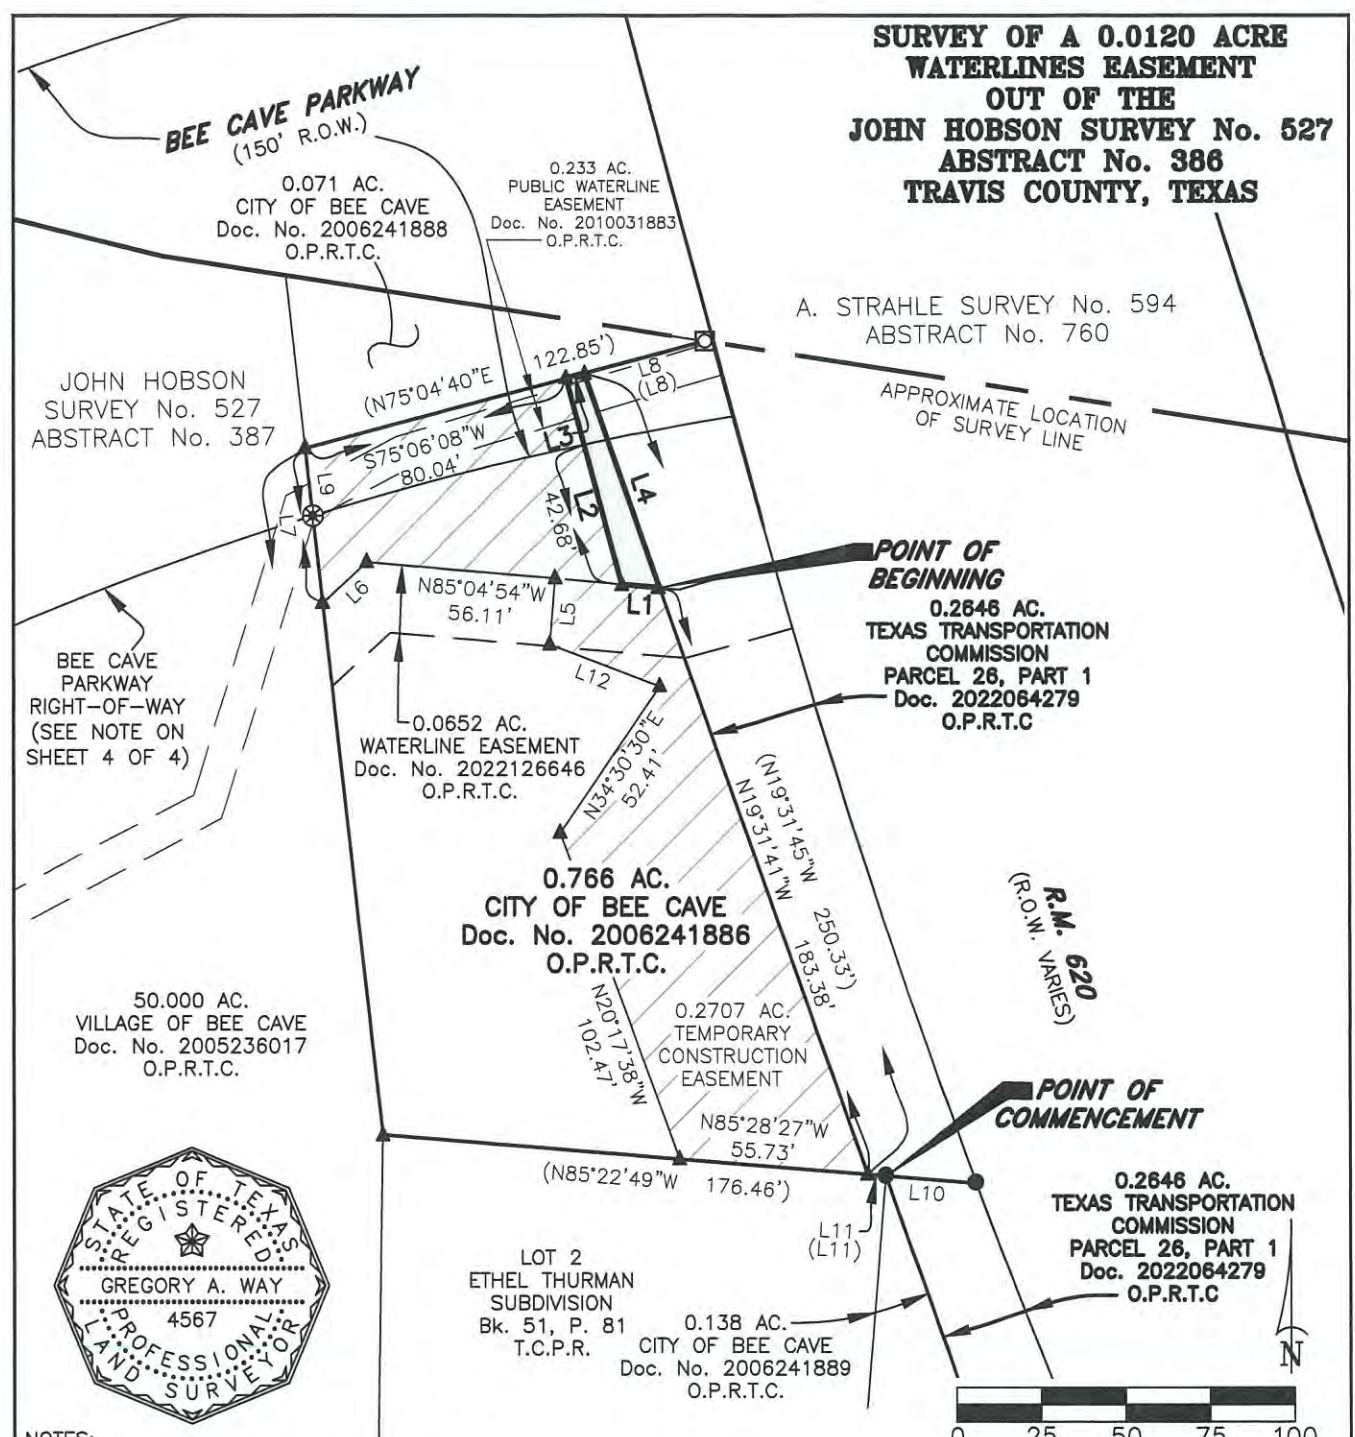 SURVEY OF A 0.0120 ACRE
WATERLINES EASEMENT
OUT OF THE
JOHN HOBSON SURVEY No. 527
ABSTRACT No. 386
TRAVIS COUNTY, TEXAS
BEE CAVE PARKWAY
(150' R.O.W.)
0.071 AC.
CITY OF BEE CAVE
Doc. No. 2006241888
O.P.R.T.C.
0.233 AC.
PUBLIC WATERLINE
EASEMENT
Doc. No. 2010031883
O.P.R.T.C.
A. STRAHLE SURVEY No. 594
ABSTRACT No. 760
APPROXIMATE LOCATION
OF SURVEY LINE
JOHN HOBSON
SURVEY No. 527
ABSTRACT No. 387
(N75°04'40"E
122.85')
L8
(L8)
S75°06'08"W
80.04'
L3
L2
L4
42.68'
L9
L7
L6
N85°04'54"W
56.11'
L5
L1
L12
POINT OF
BEGINNING
0.2646 AC.
TEXAS TRANSPORTATION
COMMISSION
PARCEL 26, PART 1
Doc. 2022064279
O.P.R.T.C
BEE CAVE
PARKWAY
RIGHT-OF-WAY
(SEE NOTE ON
SHEET 4 OF 4)
0.0652 AC.
WATERLINE EASEMENT
Doc. No. 2022126646
O.P.R.T.C.
N34°30'30"E
52.41'
(N19°31'45"W
250.33')
N19°31'41"W
183.38'
0.766 AC.
CITY OF BEE CAVE
Doc. No. 2006241886
O.P.R.T.C.
R.M. 620
(R.O.W. VARIES)
50.000 AC.
VILLAGE OF BEE CAVE
Doc. No. 2005236017
O.P.R.T.C.
N20°17'38"W
102.47'
0.2707 AC.
TEMPORARY
CONSTRUCTION
EASEMENT
N85°28'27"W
55.73'
(N85°22'49"W
176.46')
POINT OF
COMMENCEMENT
L10
L11
(L11)
0.2646 AC.
TEXAS TRANSPORTATION
COMMISSION
PARCEL 26, PART 1
Doc. 2022064279
O.P.R.T.C
STATE OF TEXAS
REGISTERED
GREGORY A. WAY
4567
PROFESSIONAL
LAND SURVEYOR
LOT 2
ETHEL THURMAN
SUBDIVISION
Bk. 51, P. 81
T.C.P.R.
0.138 AC.
CITY OF BEE CAVE
Doc. No. 2006241889
O.P.R.T.C.
N
0 25 50 75 100
NOTES: